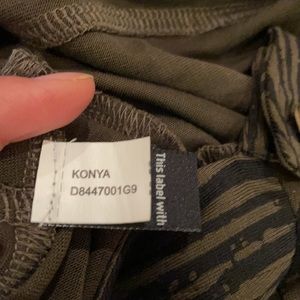 KONYA
D8447001G9
This label with